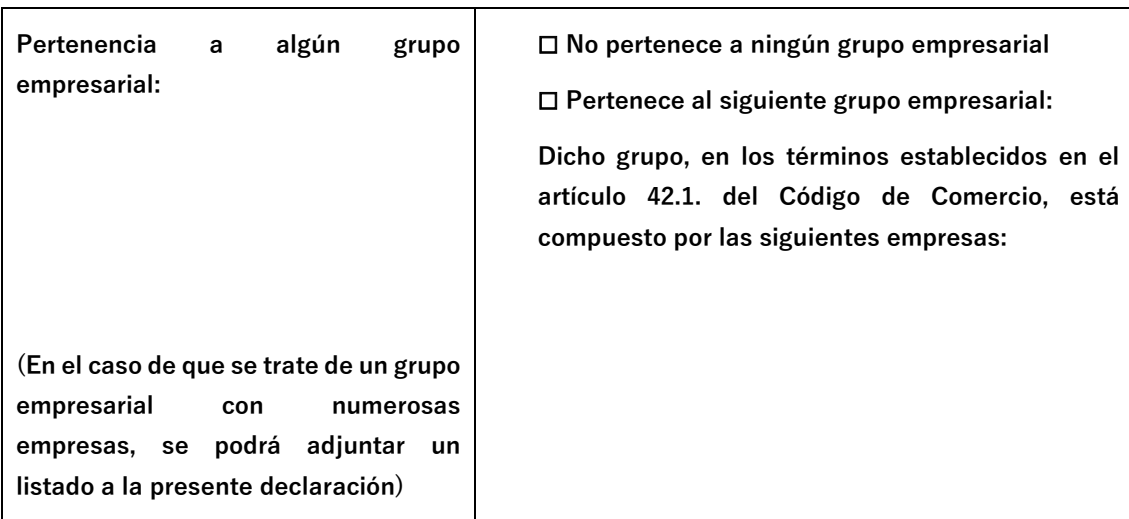 Pertenencia a algún grupo
empresarial:
(En el caso de que se trate de un grupo
empresarial con numerosas
empresas, se podrá adjuntar un
listado a la presente declaración)
☐ No pertenece a ningún grupo empresarial
☐ Pertenece al siguiente grupo empresarial:
Dicho grupo, en los términos establecidos en el
artículo 42.1. del Código de Comercio, está
compuesto por las siguientes empresas: